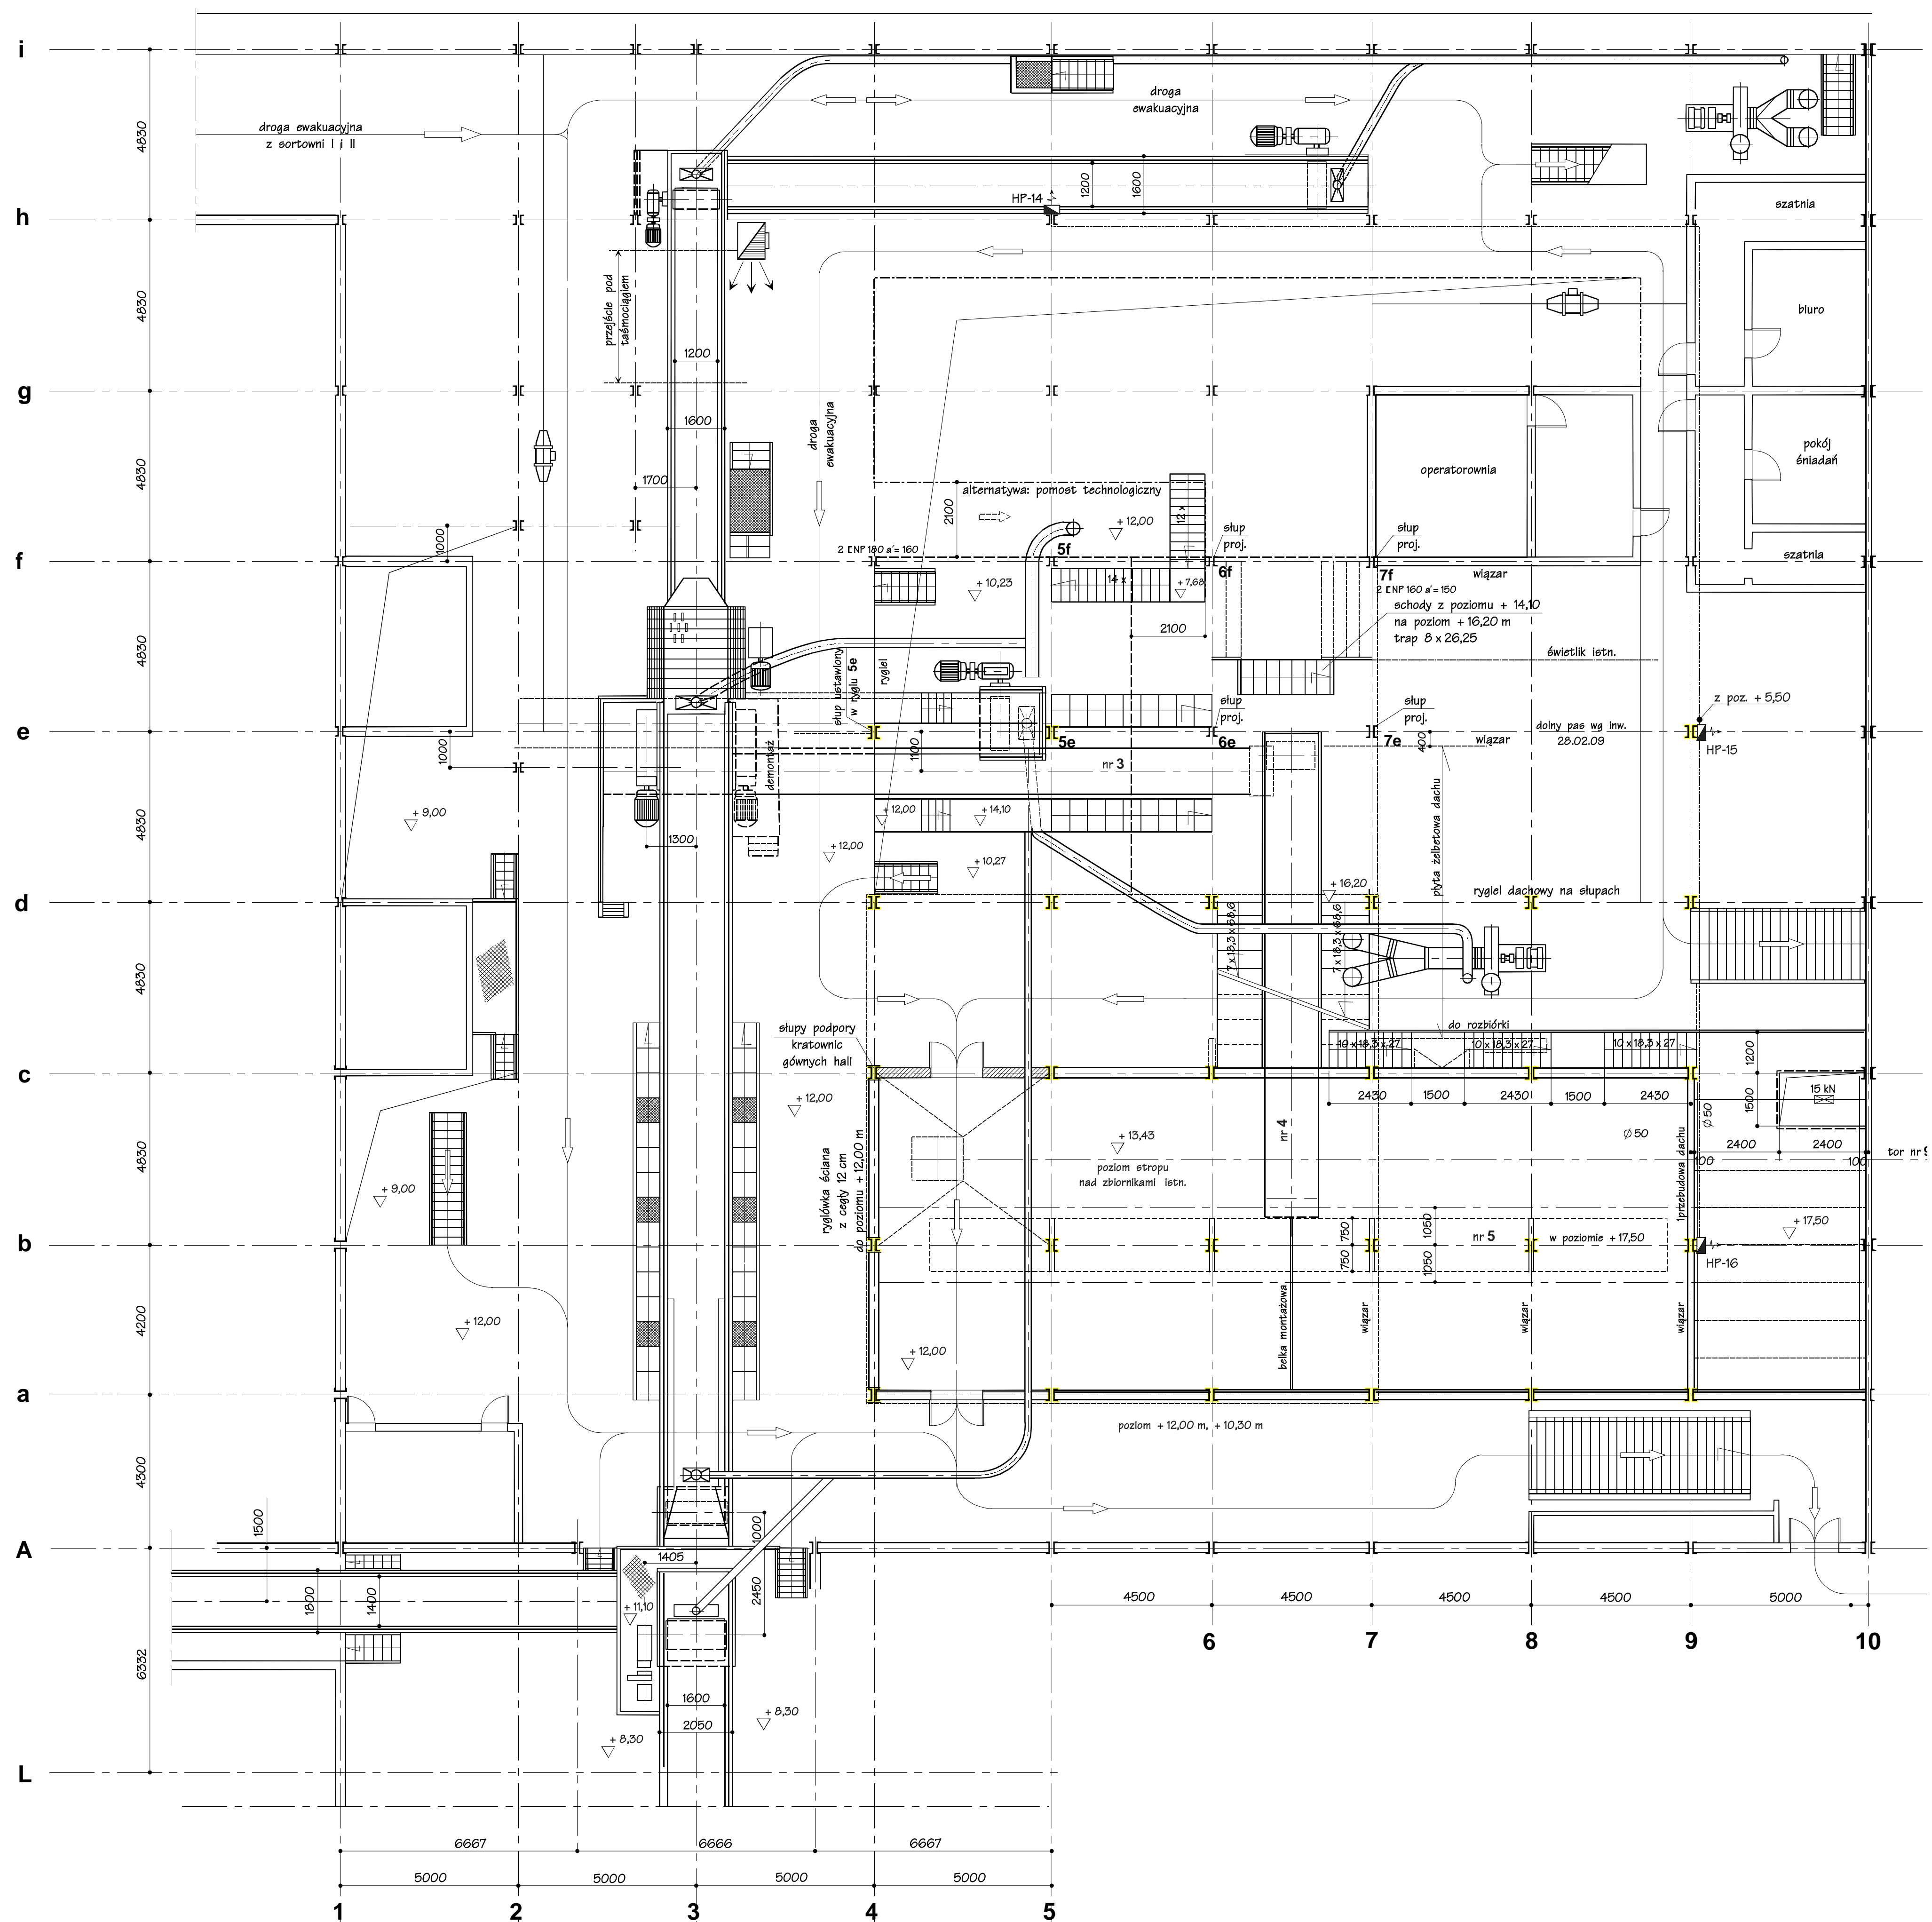 i
droga
ewakuacyjna
droga ewakuacyjna
z sortowni I i II
4830
1200
1600
HP-14
szatnia
h
przejście pod
taśmociągiem
4830
biuro
1200
g
1600
droga
ewakuacyjna
operatorownia
pokój
śniadań
4830
1700
alternatywa: pomost technologiczny
2100
12 x
+ 12,00
słup
proj.
słup
proj.
1000
2 [NP 180 a'= 160
5f
f
szatnia
6f
7f
wiązar
+ 10,23
14 x
+ 7,68
2 [NP 160 a'= 150
schody z poziomu + 14,10
na poziom + 16,20 m
trap 8 x 26,25
2100
4830
słup ustawiony
w ryglu 5e
rygiel
świetlik istn.
z poz. + 5,50
słup
proj.
słup
proj.
dolny pas wg inw.
28.02.09
e
5e
6e
7e
400
wiązar
HP-15
1000
1100
demontaż
nr 3
+ 9,00
+ 12,00
+ 14,10
4830
1300
+ 12,00
+ 10,27
płyta żelbetowa dachu
+ 16,20
rygiel dachowy na słupach
d
7 x 18,3 x 68,6
7 x 18,3 x 68,6
4830
słupy podpory
kratownic
gównych hali
do rozbiórki
10 x 18,3 x 27
10 x 18,3 x 27
10 x 18,3 x 27
1200
c
15 kN
+ 12,00
2430
1500
2430
1500
2430
1500
nr 4
Ø 50
Ø 50
+ 13,43
4830
ryglówka ściana
z cegły 12 cm
do poziomu + 12,00 m
poziom stropu
nad zbiornikami istn.
2400
2400
100
100
tor nr 9
+ 9,00
1przebudowa dachu
+ 17,50
b
750
750
1050
1050
nr 5
w poziomie +17,50
HP-16
4200
+ 12,00
+ 12,00
belka montażowa
wiązar
wiązar
wiązar
a
poziom + 12,00 m, + 10,30 m
4300
1500
1000
A
1405
2450
1800
1400
+ 11,10
4500
4500
4500
4500
5000
6
7
8
9
10
6332
1600
2050
+ 8,30
+ 8,30
L
6667
6666
6667
5000
5000
5000
5000
1
2
3
4
5